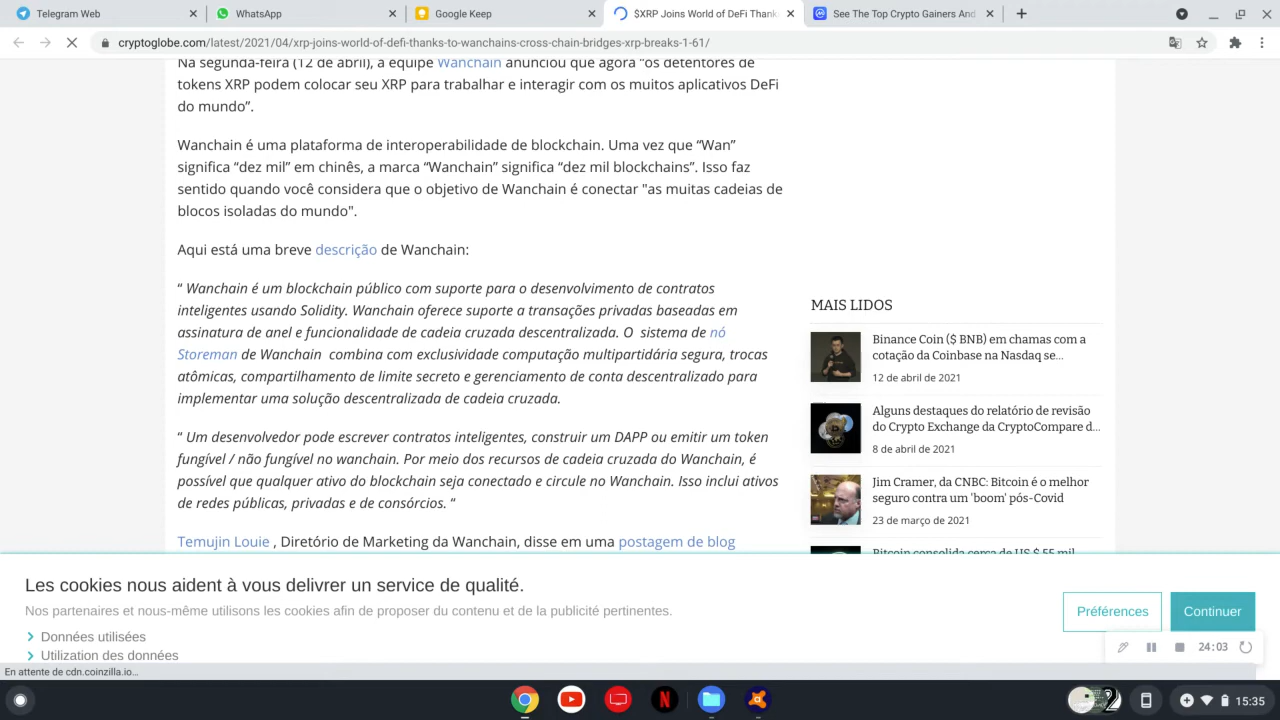 Telegram Web
WhatsApp
Google Keep
$XRP Joins World of DeFi Thank
See The Top Crypto Gainers And
cryptoglobe.com/latest/2021/04/xrp-joins-world-of-defi-thanks-to-wanchains-cross-chain-bridges-xrp-breaks-1-61/
Na segunda-feira (12 de abril), a equipe Wanchain anunciou que agora “os detentores de
tokens XRP podem colocar seu XRP para trabalhar e interagir com os muitos aplicativos DeFi
do mundo”.
Wanchain é uma plataforma de interoperabilidade de blockchain. Uma vez que “Wan”
significa “dez mil” em chinês, a marca “Wanchain” significa “dez mil blockchains”. Isso faz
sentido quando você considera que o objetivo de Wanchain é conectar "as muitas cadeias de
blocos isoladas do mundo".
Aqui está uma breve descrição de Wanchain:
“ Wanchain é um blockchain público com suporte para o desenvolvimento de contratos
inteligentes usando Solidity. Wanchain oferece suporte a transações privadas baseadas em
assinatura de anel e funcionalidade de cadeia cruzada descentralizada. O sistema de nó
Storeman de Wanchain combina com exclusividade computação multipartidária segura, trocas
atômicas, compartilhamento de limite secreto e gerenciamento de conta descentralizado para
implementar uma solução descentralizada de cadeia cruzada.
“ Um desenvolvedor pode escrever contratos inteligentes, construir um DAPP ou emitir um token
fungível / não fungível no wanchain. Por meio dos recursos de cadeia cruzada do Wanchain, é
possível que qualquer ativo do blockchain seja conectado e circule no Wanchain. Isso inclui ativos
de redes públicas, privadas e de consórcios. “
Temujin Louie , Diretório de Marketing da Wanchain, disse em uma postagem de blog
MAIS LIDOS
Binance Coin ($ BNB) em chamas com a
cotação da Coinbase na Nasdaq se...
12 de abril de 2021
Alguns destaques do relatório de revisão
do Crypto Exchange da CryptoCompare d...
8 de abril de 2021
Jim Cramer, da CNBC: Bitcoin é o melhor
seguro contra um 'boom' pós-Covid
23 de março de 2021
Bitcoin consolida cerca de US $ 55 mil
Les cookies nous aident à vous delivrer un service de qualité.
Nos partenaires et nous-même utilisons les cookies afin de proposer du contenu et de la publicité pertinentes.
Données utilisées
Utilization des données
Préférences
Continuer
24:03
En attente de cdn.coinzilla.io...
2
15:35